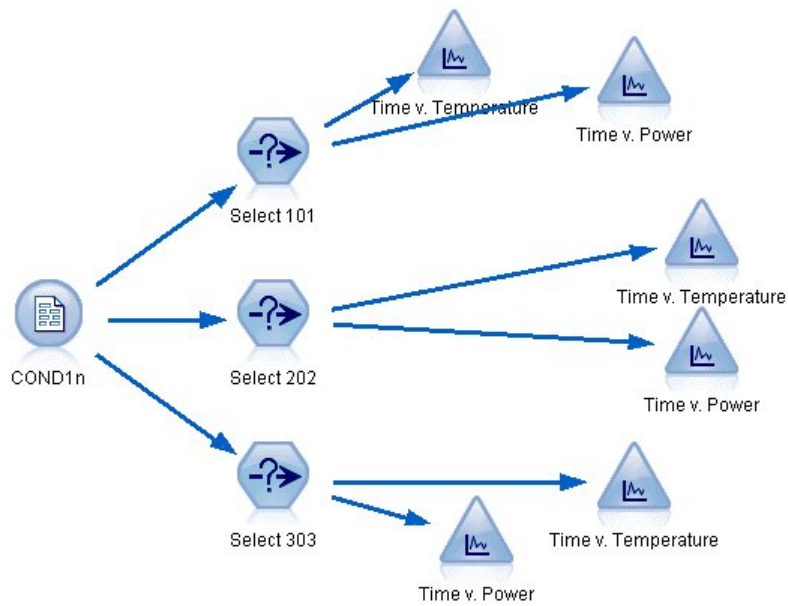 Time v. Temperature
Time v. Power
Select 101
Time v. Temperature
COND1n
Select 202
Time v. Power
Select 303
Time v. Temperature
Time v. Power